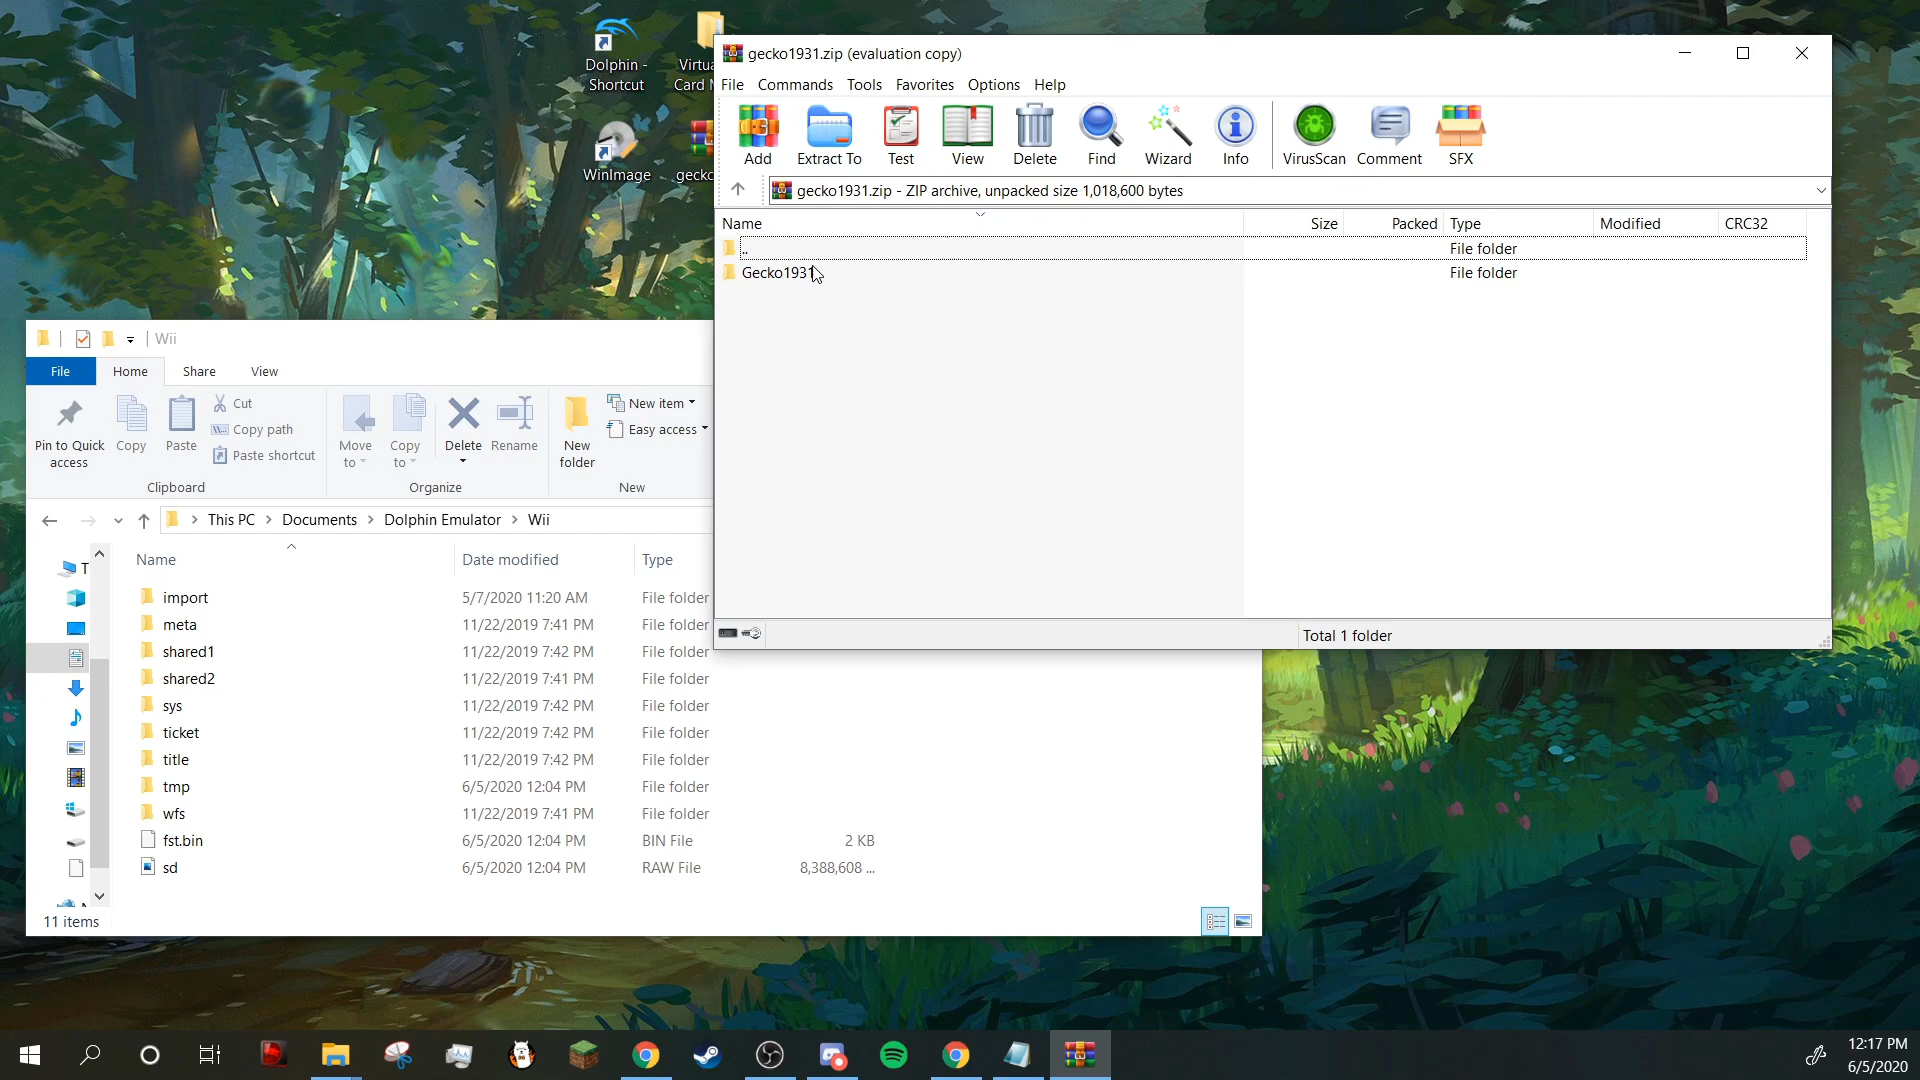 Dolphin -
Shortcut
Virtua
Card M
WinImage
gecko
gecko1931.zip (evaluation copy)
File Commands Tools Favorites Options Help
Add Extract To Test View Delete Find Wizard Info VirusScan Comment SFX
gecko1931.zip - ZIP archive, unpacked size 1,018,600 bytes
Name Size Packed Type Modified CRC32
.. File folder
Gecko1931 File folder
Total 1 folder
Wii
File Home Share View
Pin to Quick
access
Copy
Paste
Cut
Copy path
Paste shortcut
Move
to
Copy
to
Delete
Rename
New
folder
New item
Easy access
Clipboard Organize New
This PC > Documents > Dolphin Emulator > Wii
Name Date modified Type
T
import 5/7/2020 11:20 AM File folder
meta 11/22/2019 7:41 PM File folder
shared1 11/22/2019 7:42 PM File folder
shared2 11/22/2019 7:41 PM File folder
sys 11/22/2019 7:42 PM File folder
ticket 11/22/2019 7:42 PM File folder
title 11/22/2019 7:42 PM File folder
tmp 6/5/2020 12:04 PM File folder
wfs 11/22/2019 7:41 PM File folder
fst.bin 6/5/2020 12:04 PM BIN File 2 KB
sd 6/5/2020 12:04 PM RAW File 8,388,608 ...
11 items
12:17 PM
6/5/2020